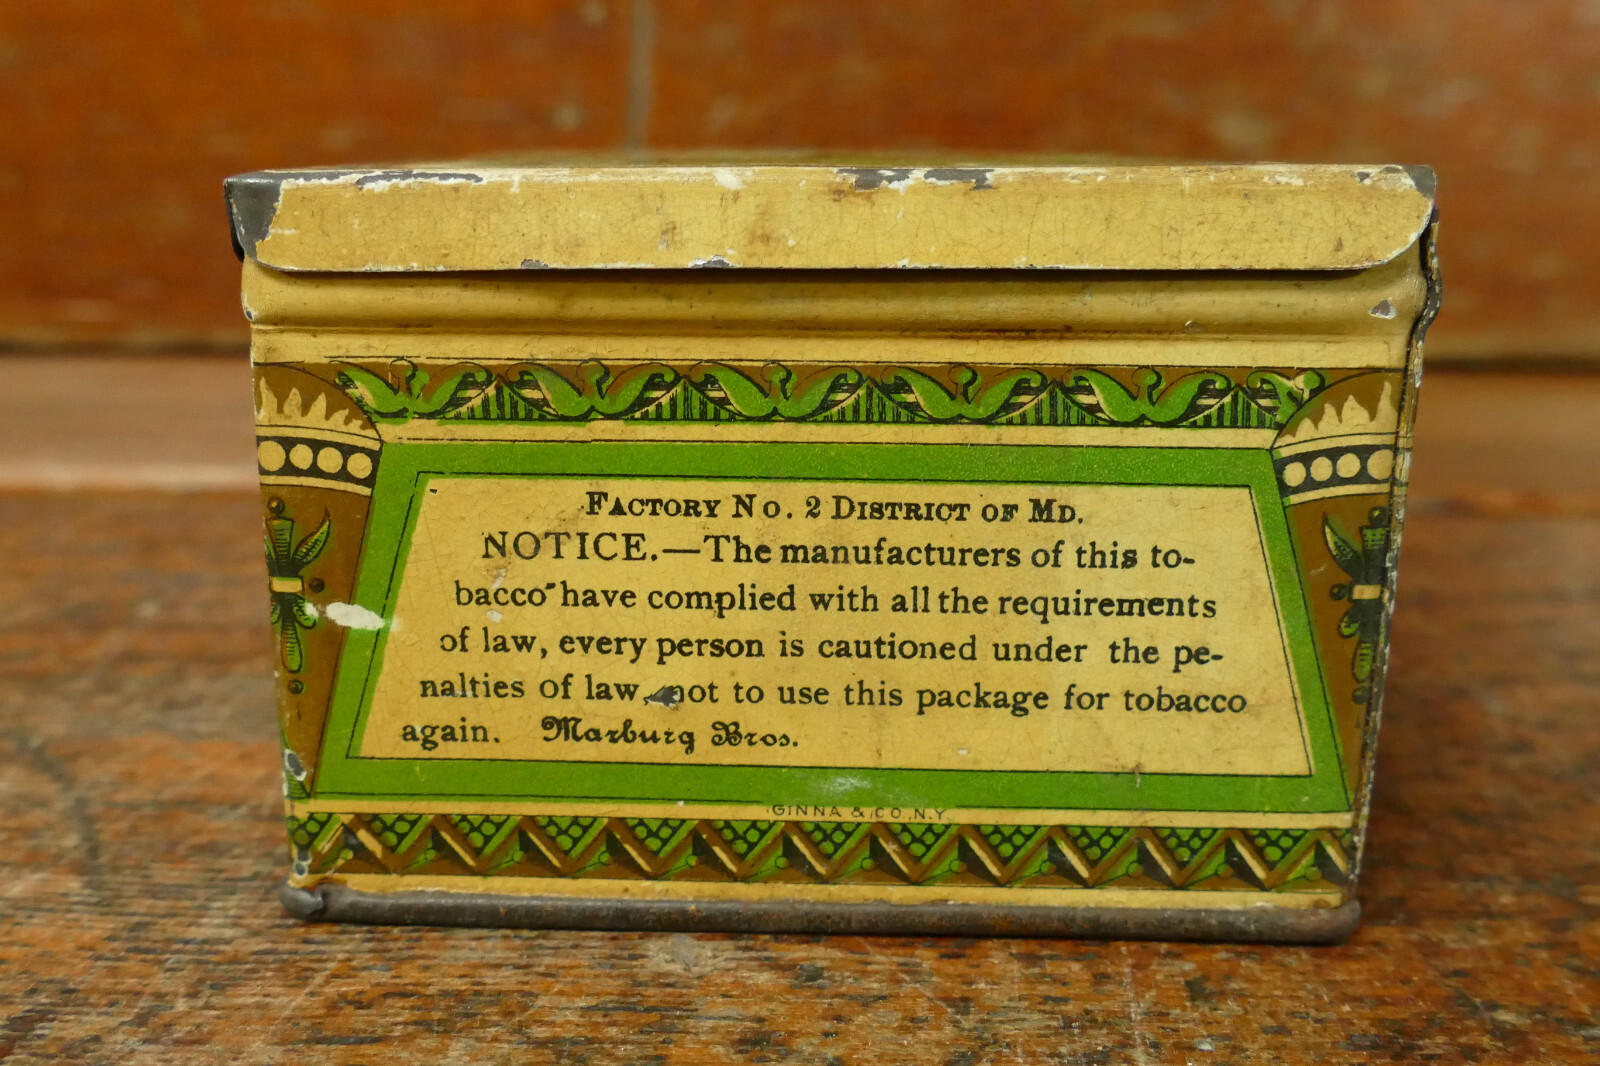 FACTORY NO. 2 DISTRICT OF MD.
NOTICE.—The manufacturers of this to-
bacco have complied with all the requirements
of law, every person is cautioned under the pe-
nalties of law, not to use this package for tobacco
again. Marburg Bros.
GINNA & CO. N.Y.